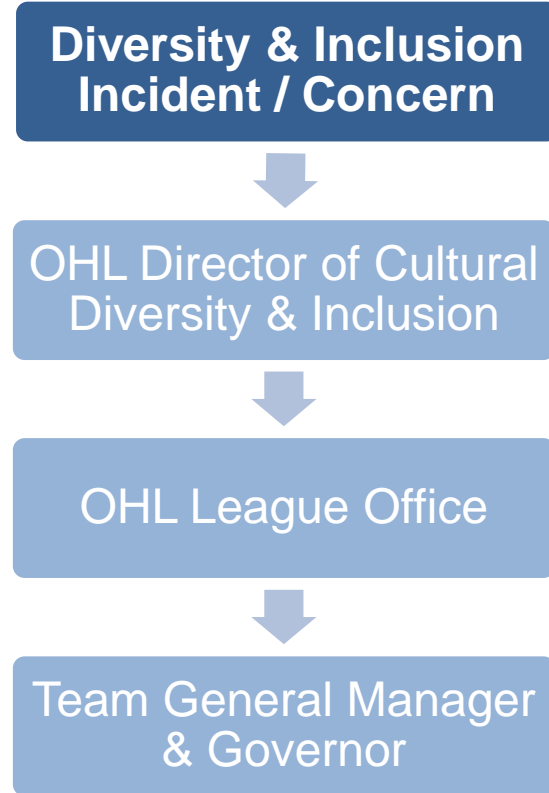 Diversity & Inclusion
Incident / Concern
OHL Director of Cultural
Diversity & Inclusion
OHL League Office
Team General Manager
& Governor